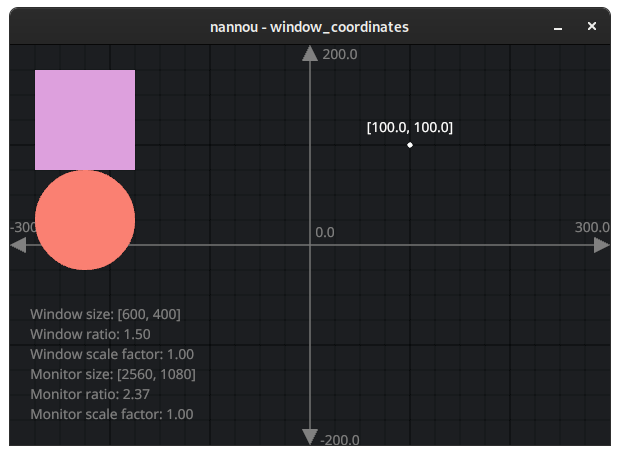 nannou - window_coordinates
200.0
[100.0, 100.0]
-300
0.0
300.0
Window size: [600, 400]
Window ratio: 1.50
Window scale factor: 1.00
Monitor size: [2560, 1080]
Monitor ratio: 2.37
Monitor scale factor: 1.00
-200.0